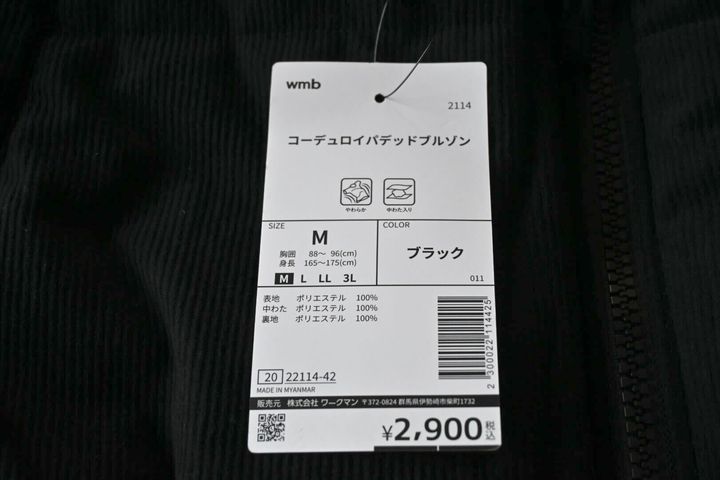 wmb
2114
コーデュロイパデッドブルゾン
やわらか
中わた入り
SIZE
M
胸囲 88～ 96(cm)
身長 165～175(cm)
M L LL 3L
COLOR
ブラック
011
表地 ポリエステル 100%
中わた ポリエステル 100%
裏地 ポリエステル 100%
2 300022 114425
20 22114-42
MADE IN MYANMAR
販売元 株式会社 ワークマン 〒372-0824 群馬県伊勢崎市柴町1732
¥2,900税込